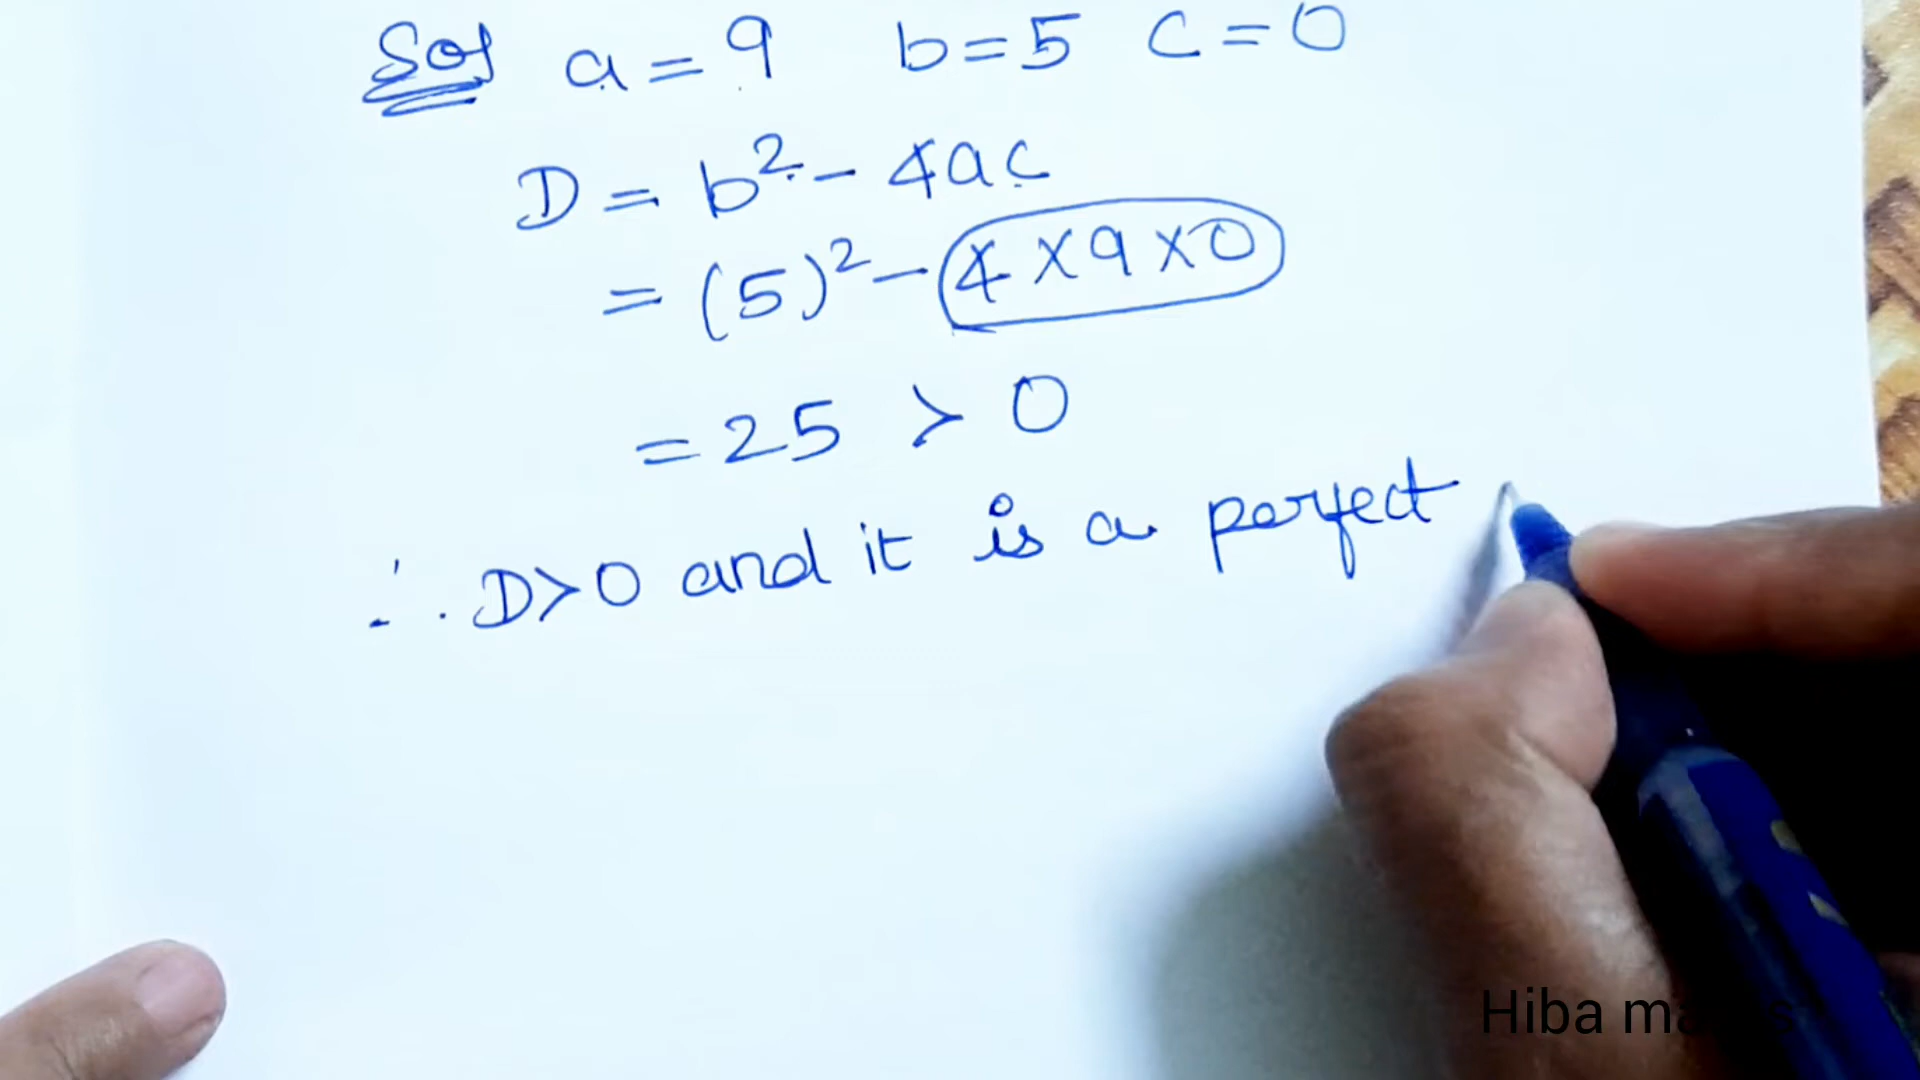 Sol a = 9 b = 5 c = 0
D = b² - 4ac
= (5)² - 4 × 9 × 0
= 25 > 0
∴ D>0 and it is a perfect
Hiba